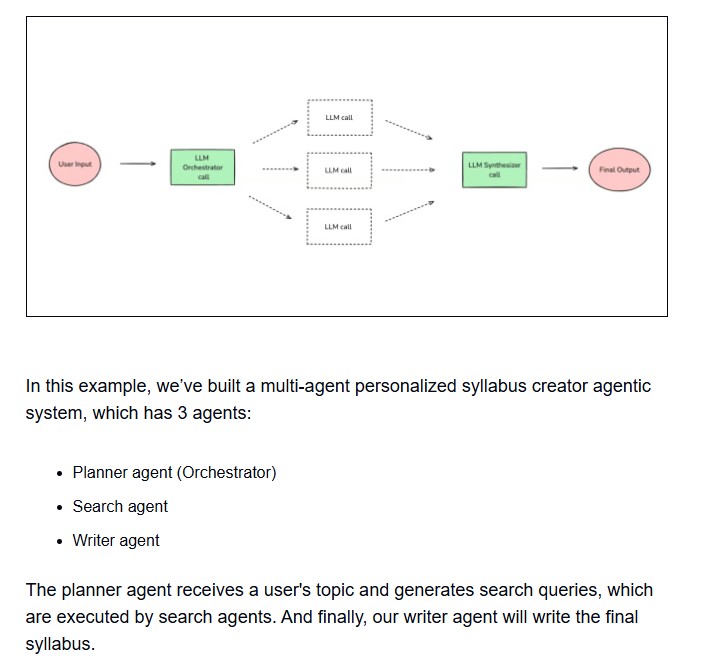 User Input
LLM
Orchestrator
call
LLM call
LLM call
LLM call
LLM Synthesizer
call
Final Output
In this example, we've built a multi-agent personalized syllabus creator agentic
system, which has 3 agents:
• Planner agent (Orchestrator)
• Search agent
• Writer agent
The planner agent receives a user's topic and generates search queries, which
are executed by search agents. And finally, our writer agent will write the final
syllabus.